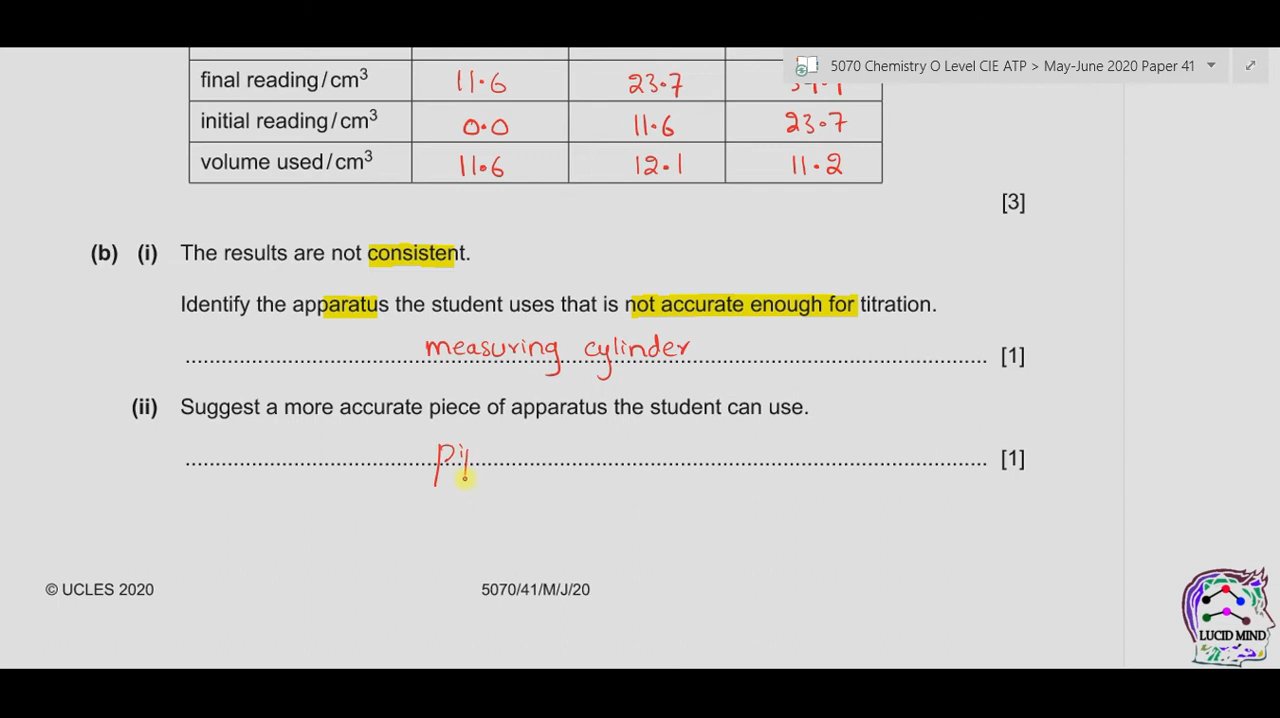 5070 Chemistry O Level CIE ATP > May-June 2020 Paper 41
final reading/cm³ 11.6 23.7
initial reading/cm³ 0.0 11.6 23.7
volume used/cm³ 11.6 12.1 11.2
[3]
(b) (i) The results are not consistent.
Identify the apparatus the student uses that is not accurate enough for titration.
measuring cylinder [1]
(ii) Suggest a more accurate piece of apparatus the student can use.
pi [1]
© UCLES 2020 5070/41/M/J/20
LUCID MIND